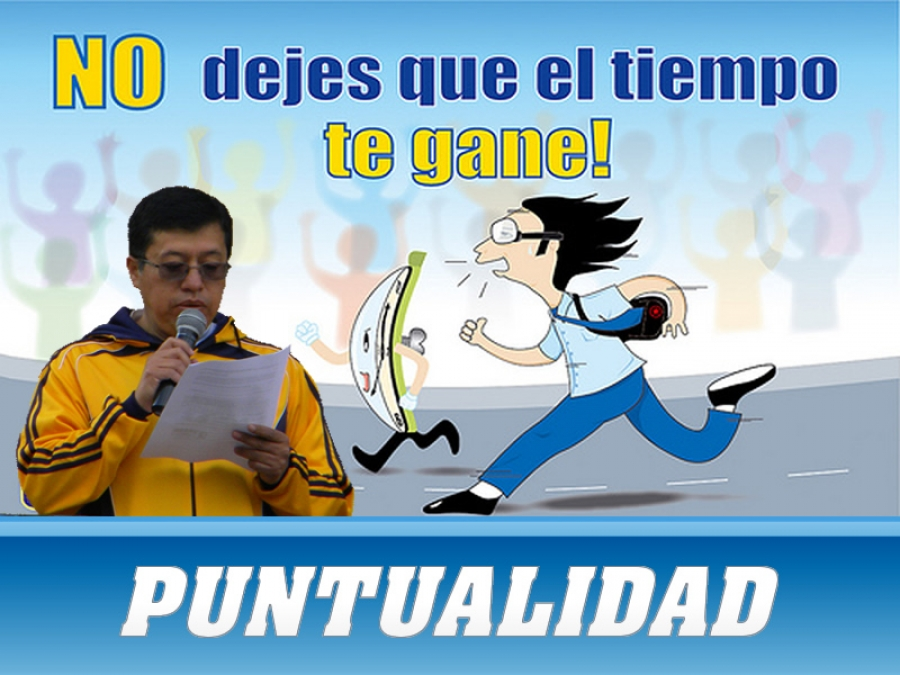 NO dejes que el tiempo
te gane!
PUNTUALIDAD